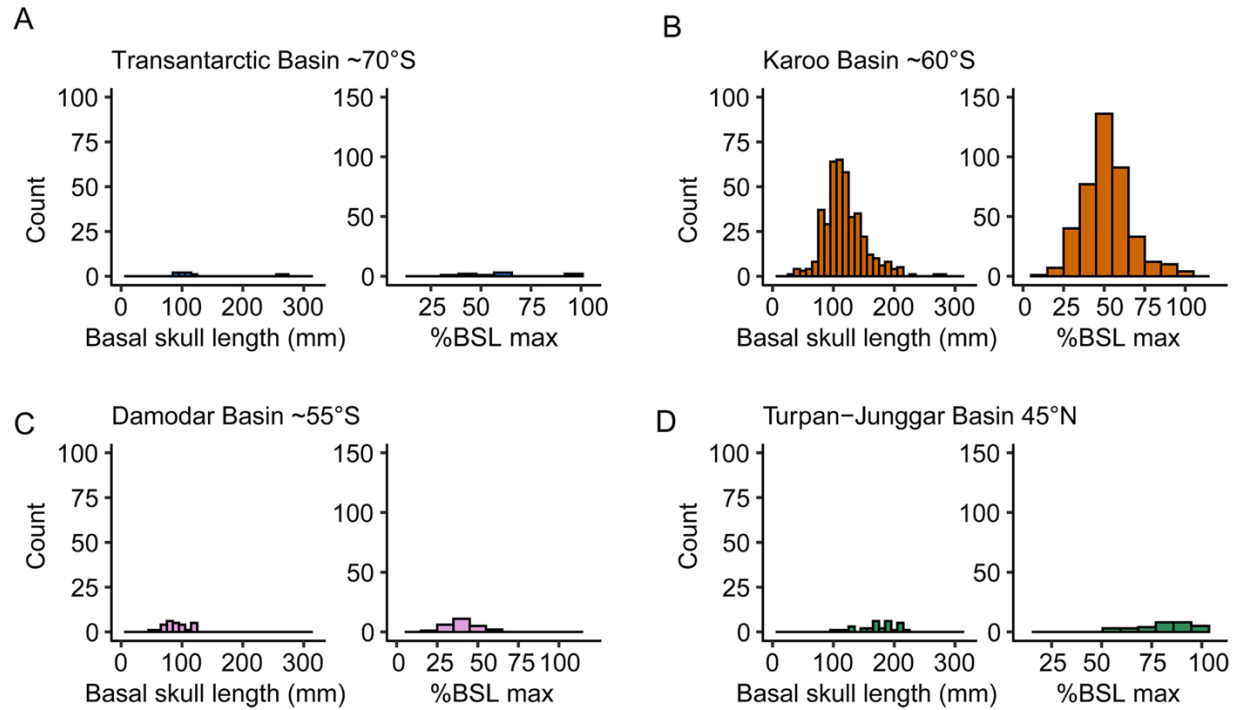 A
Transantarctic Basin ~70°S
100
75
50
25
0
Count
0 100 200 300
Basal skull length (mm)
150
100
50
0
25 50 75 100
%BSL max
B
Karoo Basin ~60°S
100
75
50
25
0
Count
0 100 200 300
Basal skull length (mm)
150
100
50
0
0 25 50 75 100
%BSL max
C
Damodar Basin ~55°S
100
75
50
25
0
Count
0 100 200 300
Basal skull length (mm)
150
100
50
0
0 25 50 75 100
%BSL max
D
Turpan−Junggar Basin 45°N
100
75
50
25
0
Count
0 100 200 300
Basal skull length (mm)
150
100
50
0
25 50 75 100
%BSL max